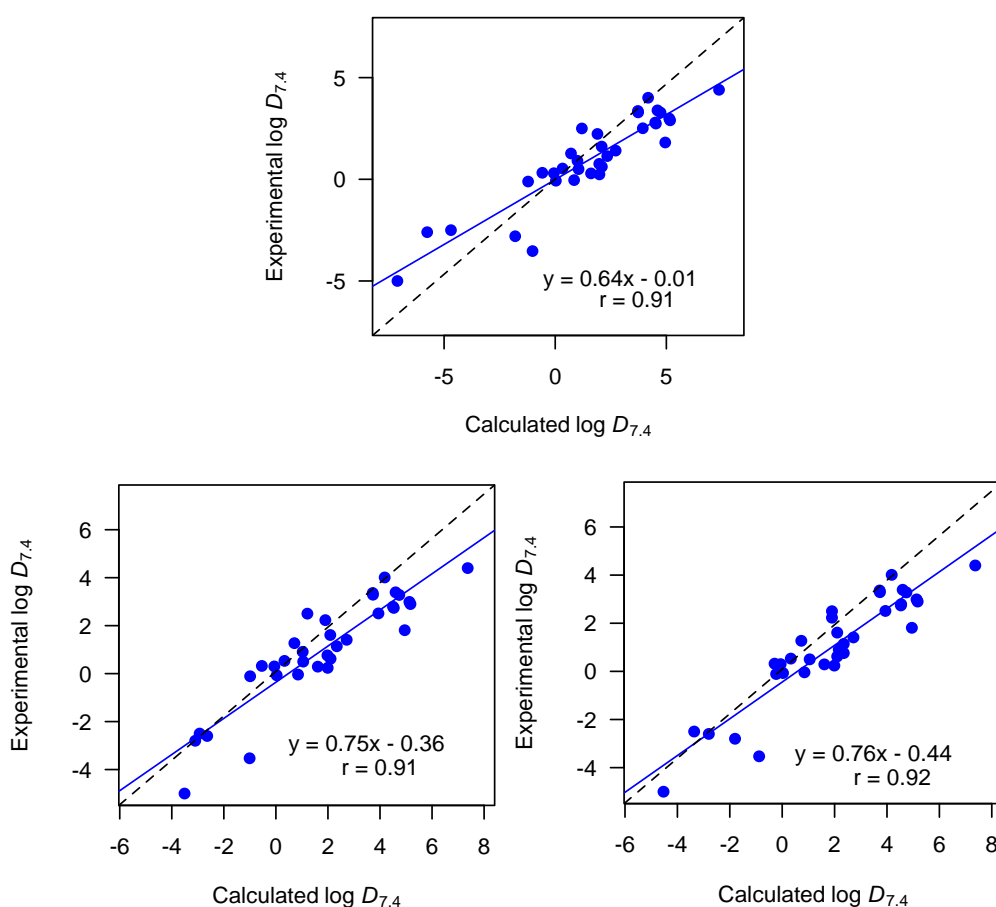 Experimental log D7.4
5
0
-5
y = 0.64x - 0.01
r = 0.91
-5 0 5
Calculated log D7.4
Experimental log D7.4
6
4
2
0
-2
-4
y = 0.75x - 0.36
r = 0.91
-6 -4 -2 0 2 4 6 8
Calculated log D7.4
Experimental log D7.4
6
4
2
0
-2
-4
y = 0.76x - 0.44
r = 0.92
-6 -4 -2 0 2 4 6 8
Calculated log D7.4